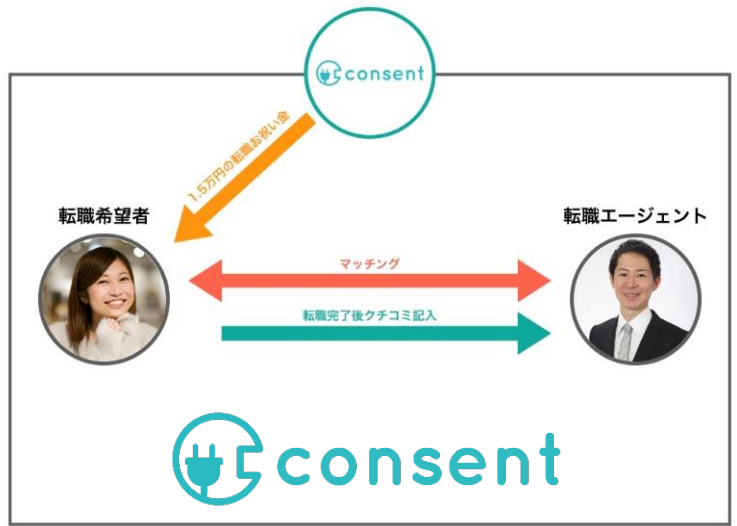 consent
1.5万円の転職お祝い金
転職希望者
転職エージェント
マッチング
転職完了後クチコミ記入
consent